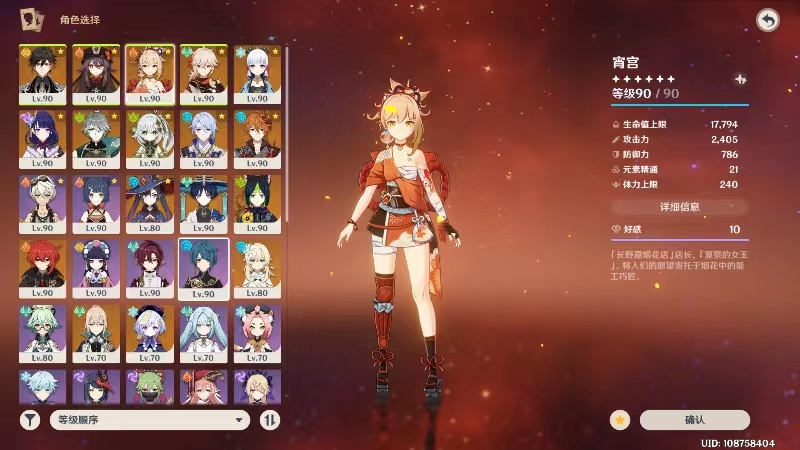 角色选择
Lv.90 Lv.90 Lv.90 Lv.90 Lv.90
Lv.90 Lv.90 Lv.90 Lv.90 Lv.90
Lv.90 Lv.90 Lv.80 Lv.90 Lv.90
Lv.90 Lv.90 Lv.90 Lv.90 Lv.80
Lv.80 Lv.70 Lv.70 Lv.70 Lv.70
等级顺序
宵宫
等级90 / 90
生命值上限 17,794
攻击力 2,405
防御力 786
元素精通 21
体力上限 240
详细信息
好感 10
「长野原烟花店」店长,「夏祭的女王
」,将人们的愿望寄托于烟花中的能
工巧匠。
确认
UID: 108758404